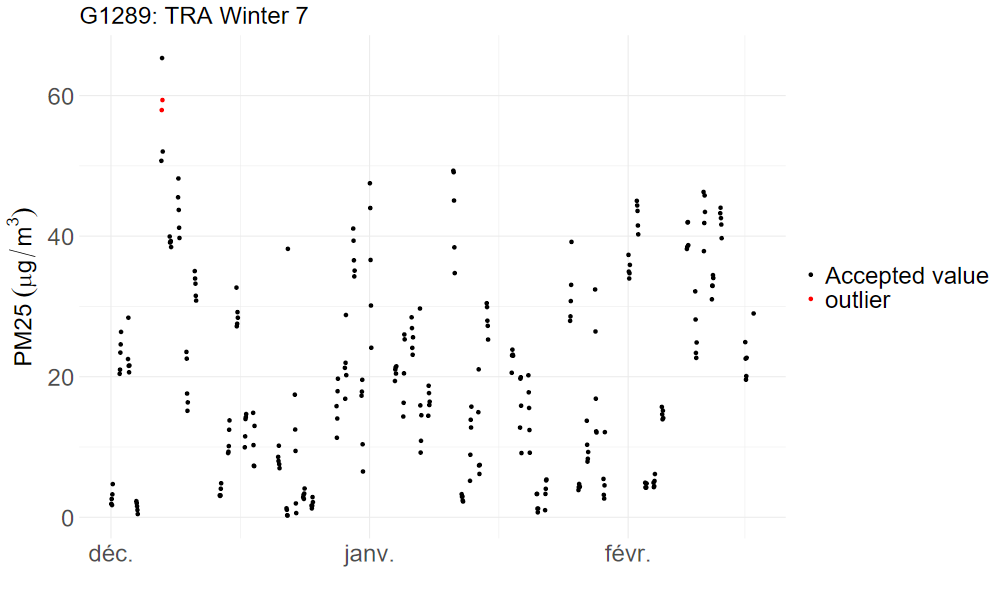 G1289: TRA Winter 7
PM25 (μg/m³)
60
40
20
0
déc.
janv.
févr.
Accepted value
outlier